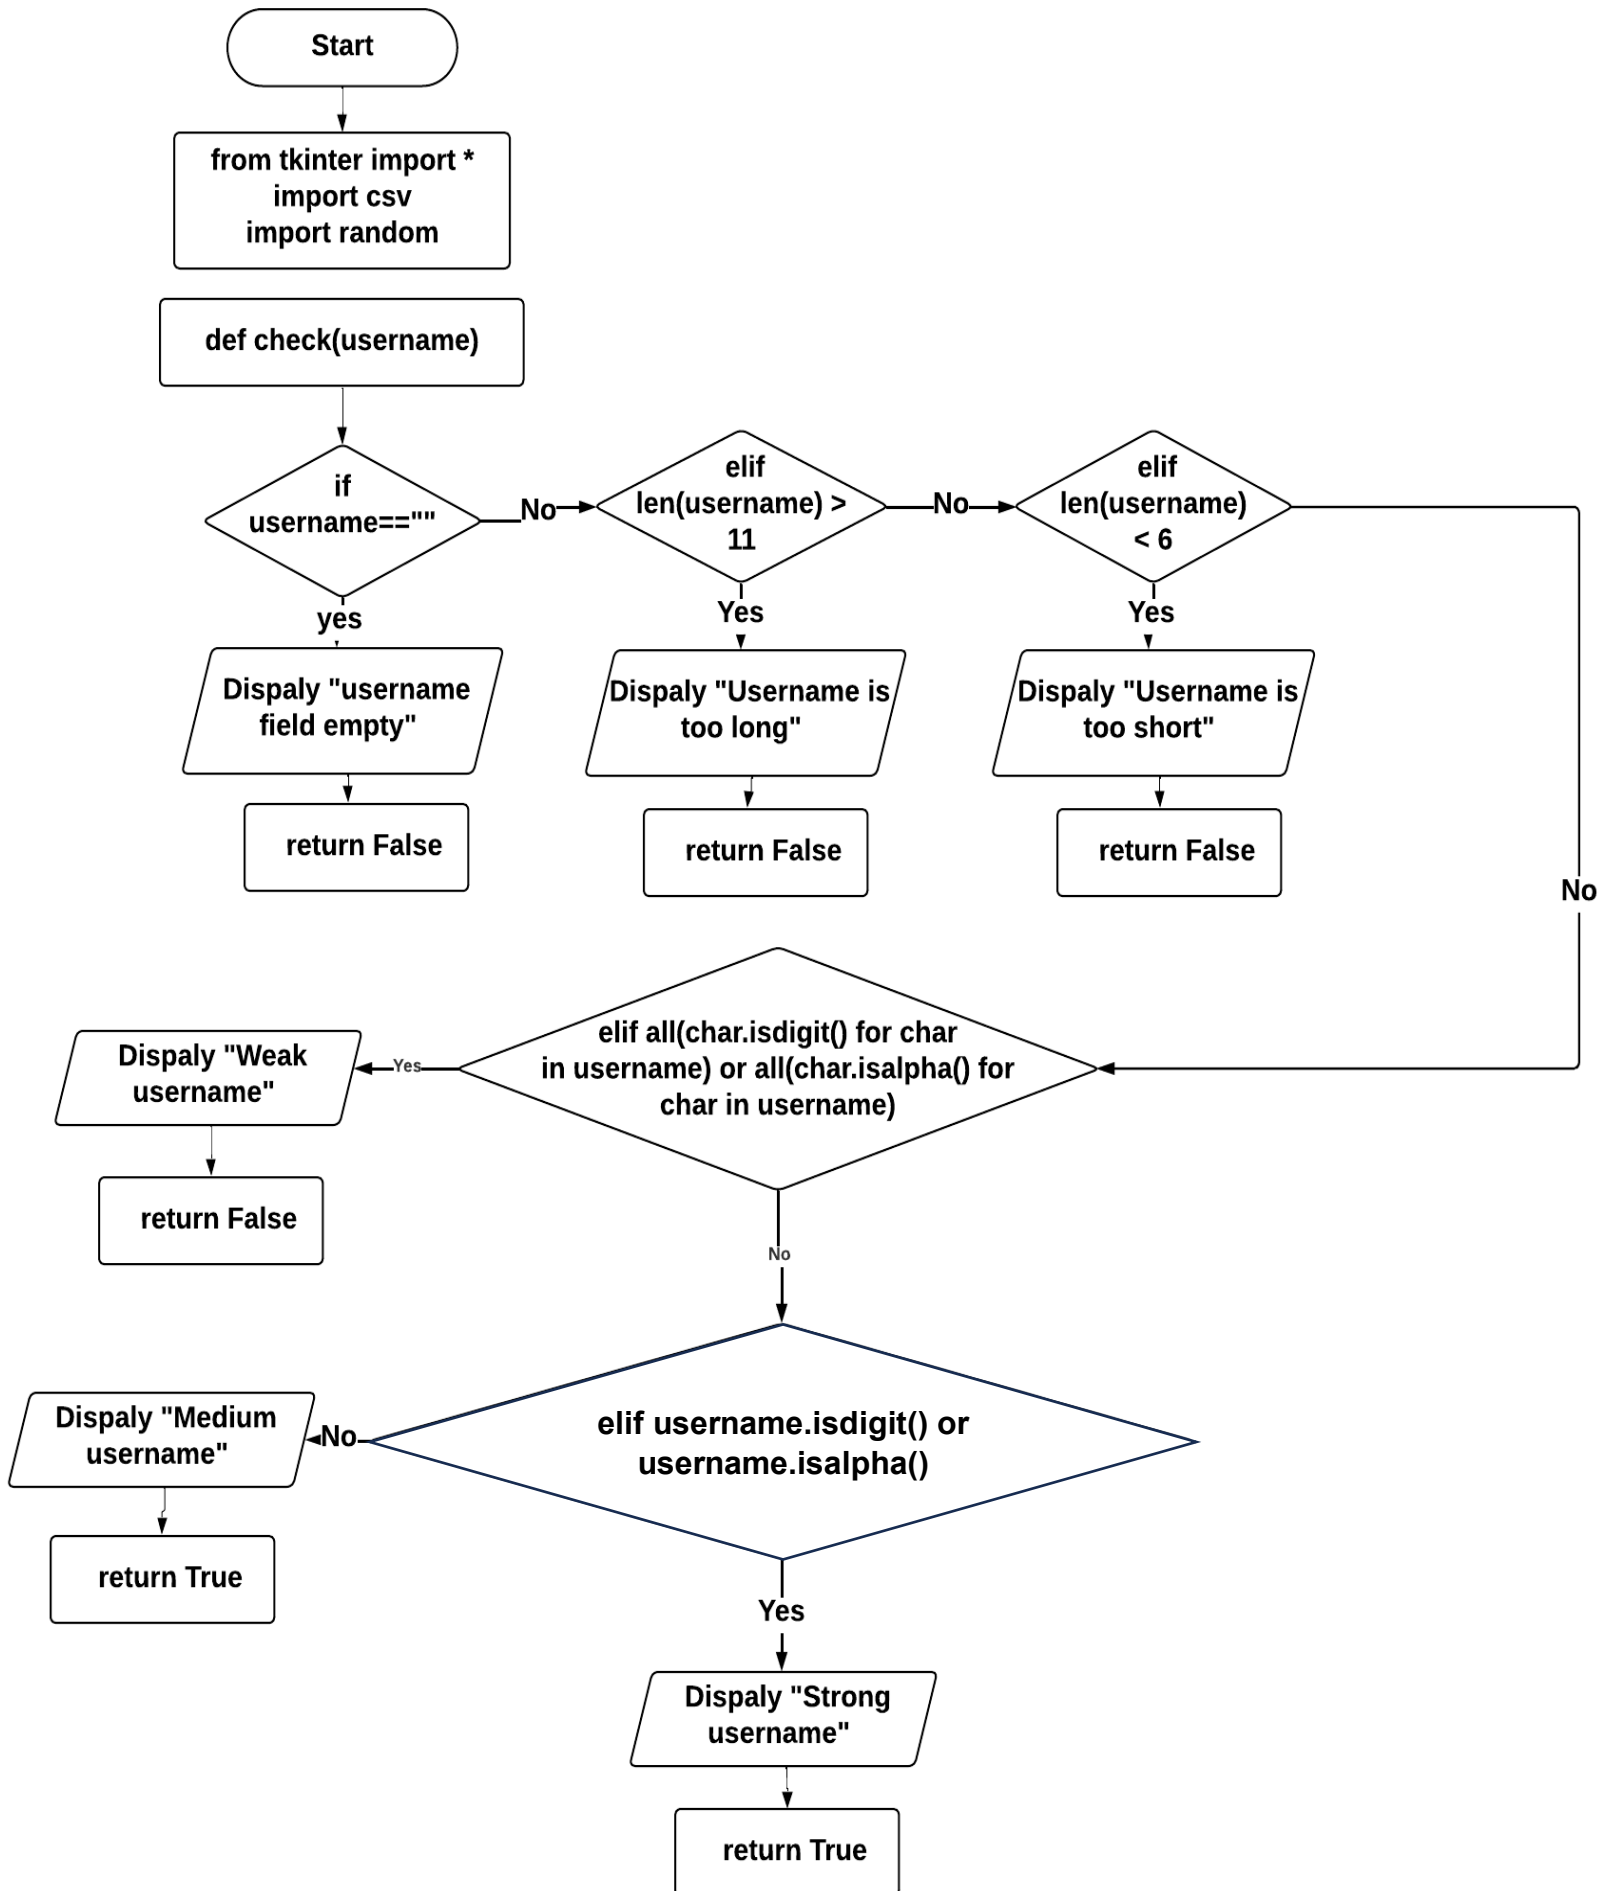 Start
from tkinter import *
import csv
import random
def check(username)
if
username==""
No
elif
len(username) >
11
No
elif
len(username)
< 6
yes
Yes
Yes
Dispaly "username
field empty"
Dispaly "Username is
too long"
Dispaly "Username is
too short"
return False
return False
return False
No
elif all(char.isdigit() for char
in username) or all(char.isalpha() for
char in username)
Yes
Dispaly "Weak
username"
return False
No
elif username.isdigit() or
username.isalpha()
No
Dispaly "Medium
username"
return True
Yes
Dispaly "Strong
username"
return True